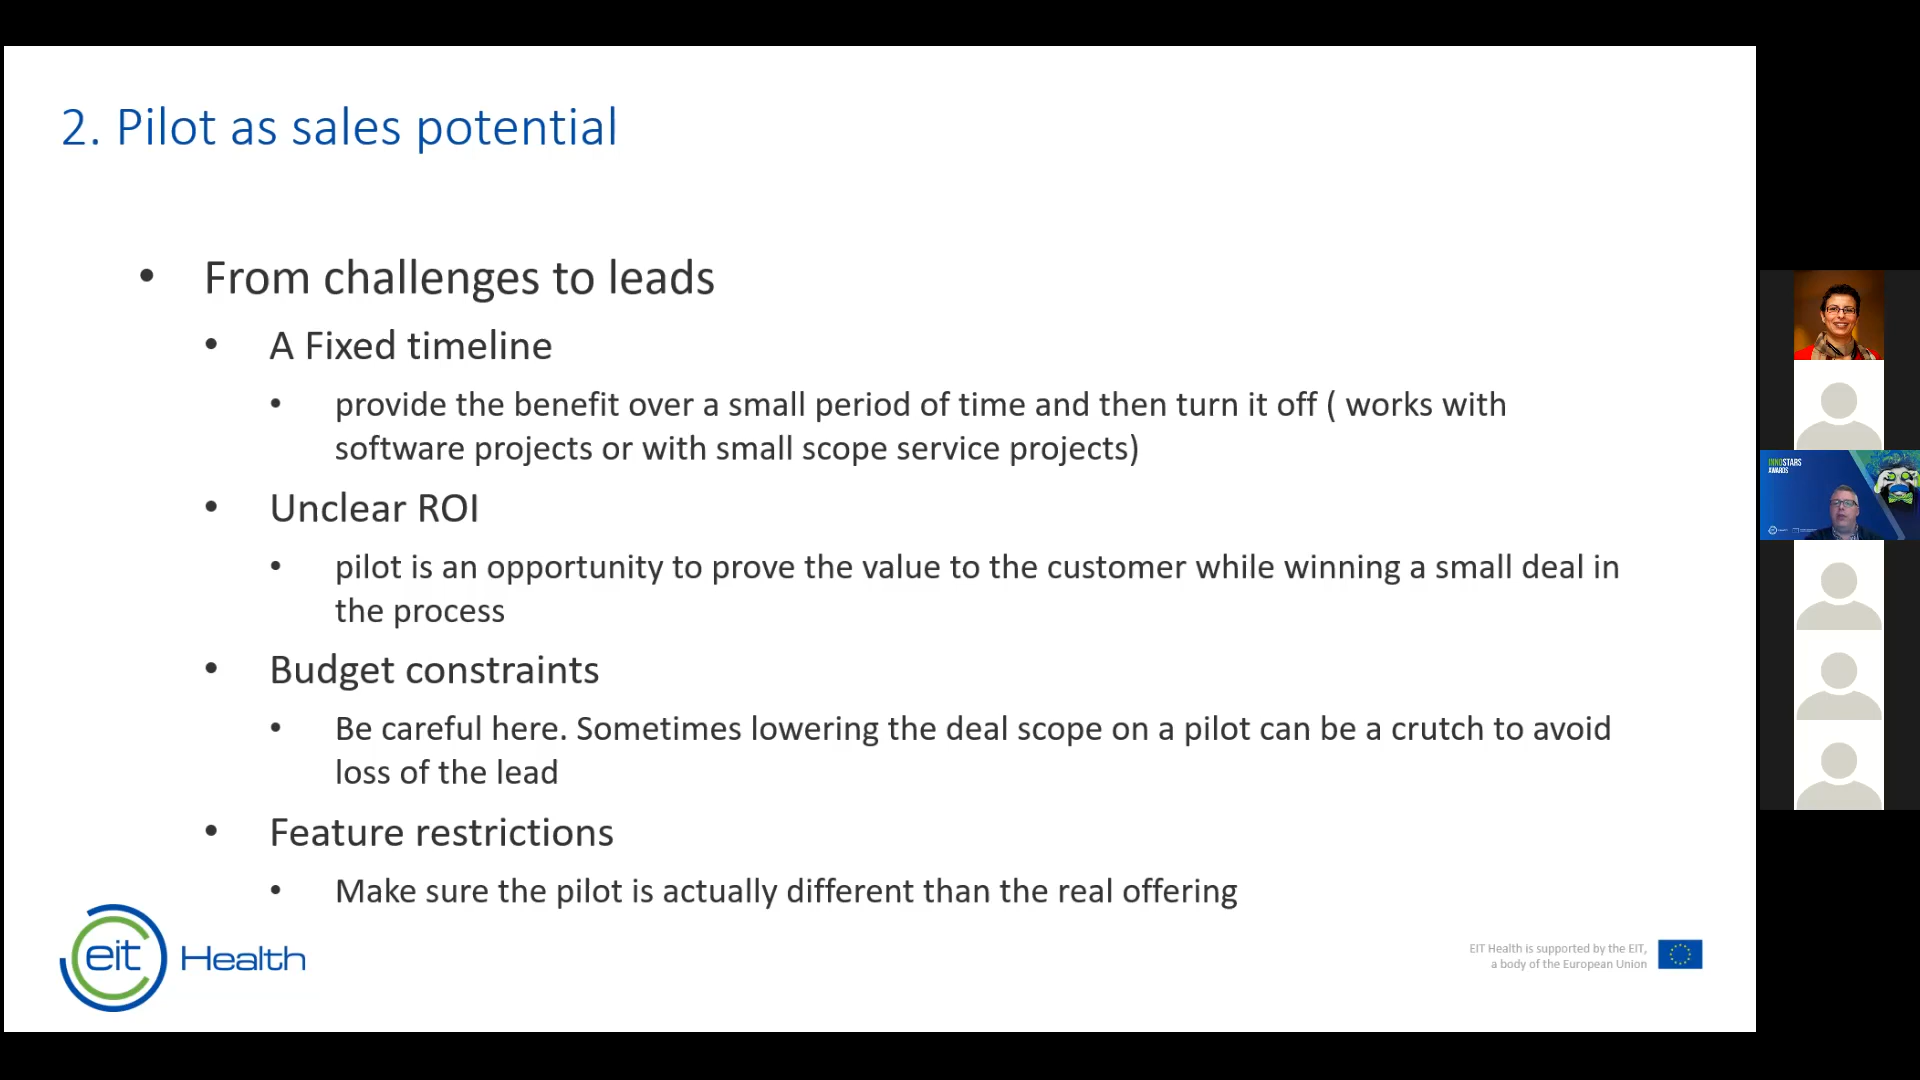 2. Pilot as sales potential
• From challenges to leads
• A Fixed timeline
• provide the benefit over a small period of time and then turn it off ( works with
software projects or with small scope service projects)
• Unclear ROI
• pilot is an opportunity to prove the value to the customer while winning a small deal in
the process
• Budget constraints
• Be careful here. Sometimes lowering the deal scope on a pilot can be a crutch to avoid
loss of the lead
• Feature restrictions
• Make sure the pilot is actually different than the real offering
eit Health
EIT Health is supported by the EIT,
a body of the European Union
INNOSTARS
AWARDS